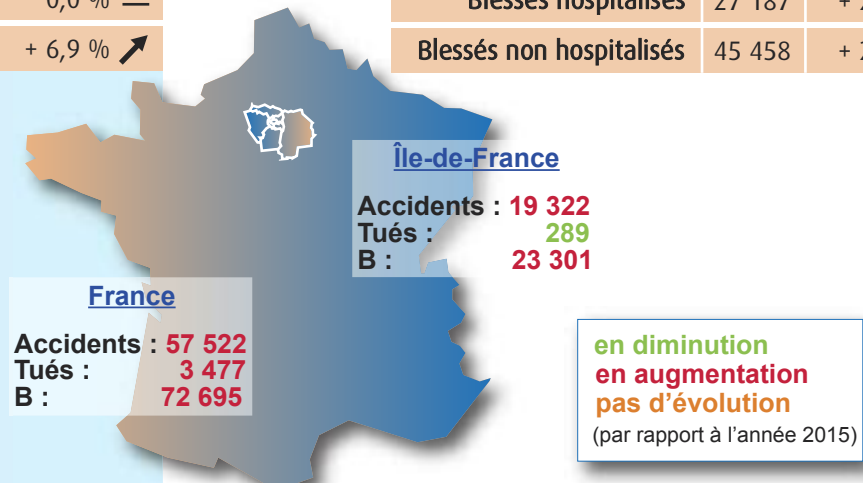 Blessés hospitalisés 27 187 +
+ 6,9 %
Blessés non hospitalisés 45 458 +
Île-de-France
Accidents : 19 322
Tués : 289
B : 23 301
France
Accidents : 57 522
Tués : 3 477
B : 72 695
en diminution
en augmentation
pas d’évolution
(par rapport à l’année 2015)